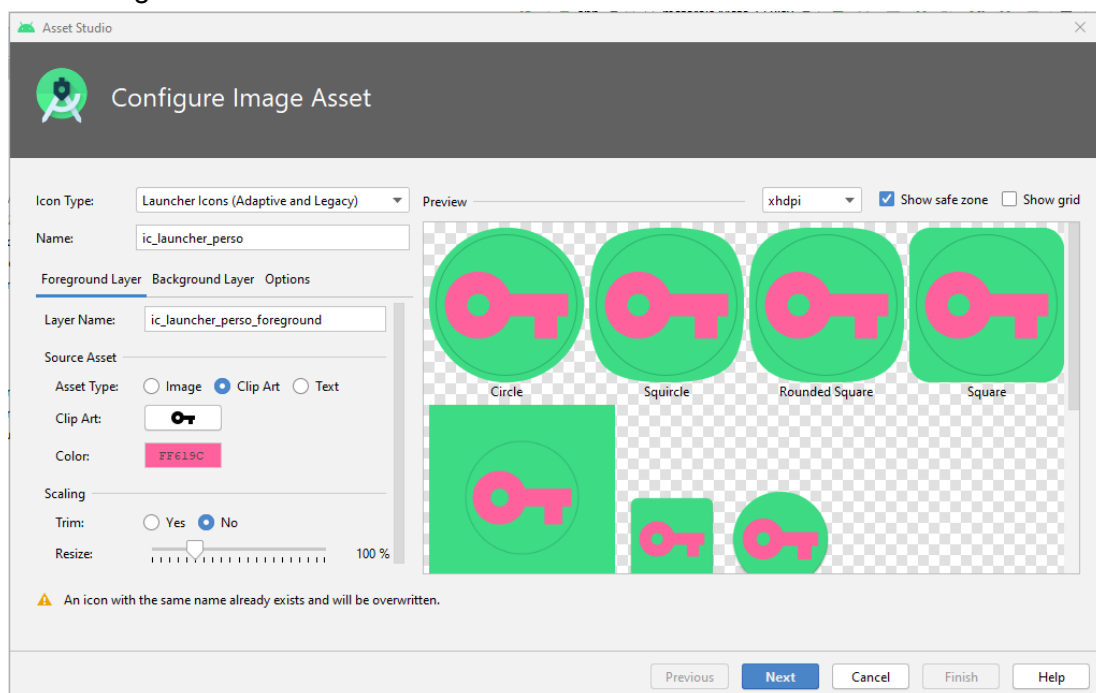 Asset Studio
Configure Image Asset
Icon Type: Launcher Icons (Adaptive and Legacy)
Name: ic_launcher_perso
Foreground Layer Background Layer Options
Layer Name: ic_launcher_perso_foreground
Source Asset
Asset Type: Image Clip Art Text
Clip Art:
Color: FF619C
Scaling
Trim: Yes No
Resize: 100 %
Preview xhdpi Show safe zone Show grid
Circle Squircle Rounded Square Square
An icon with the same name already exists and will be overwritten.
Previous Next Cancel Finish Help